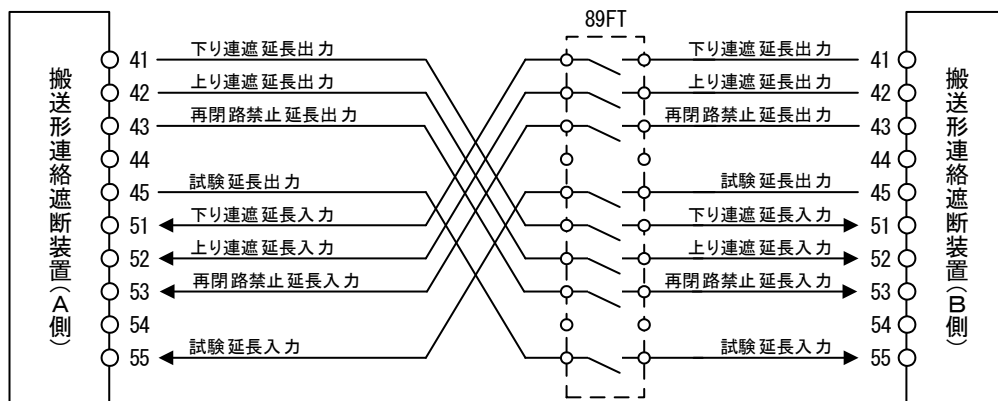 89FT
搬送形連絡遮断装置(A側)
41 下り連遮延長出力 下り連遮延長出力 41
42 上り連遮延長出力 上り連遮延長出力 42
43 再閉路禁止延長出力 再閉路禁止延長出力 43
44 44
45 試験延長出力 試験延長出力 45
51 下り連遮延長入力 下り連遮延長入力 51
52 上り連遮延長入力 上り連遮延長入力 52
53 再閉路禁止延長入力 再閉路禁止延長入力 53
54 54
55 試験延長入力 試験延長入力 55
搬送形連絡遮断装置(B側)